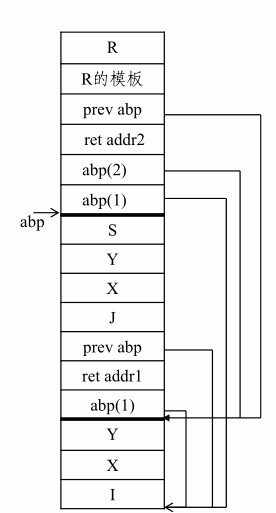 R
R的模板
prev abp
ret addr2
abp(2)
abp(1)
abp
S
Y
X
J
prev abp
ret addr1
abp(1)
Y
X
I